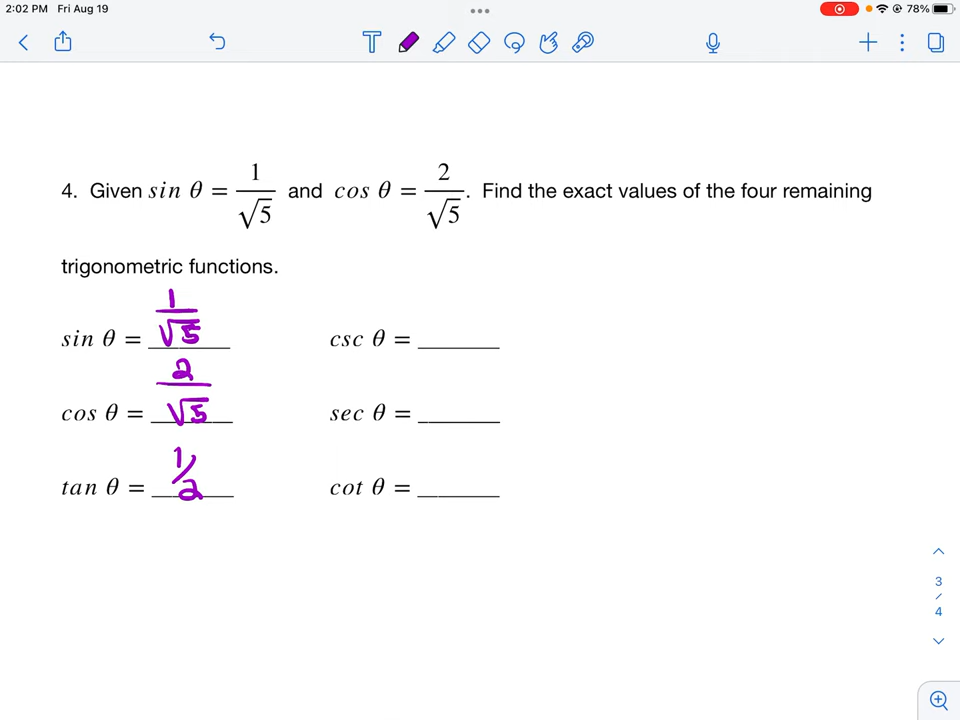 2:02 PM Fri Aug 19 78%
4. Given sin θ = 1/√5 and cos θ = 2/√5. Find the exact values of the four remaining
trigonometric functions.
sin θ = 1/√5 csc θ = ______
cos θ = 2/√5 sec θ = ______
tan θ = 1/2 cot θ = ______
3
/
4